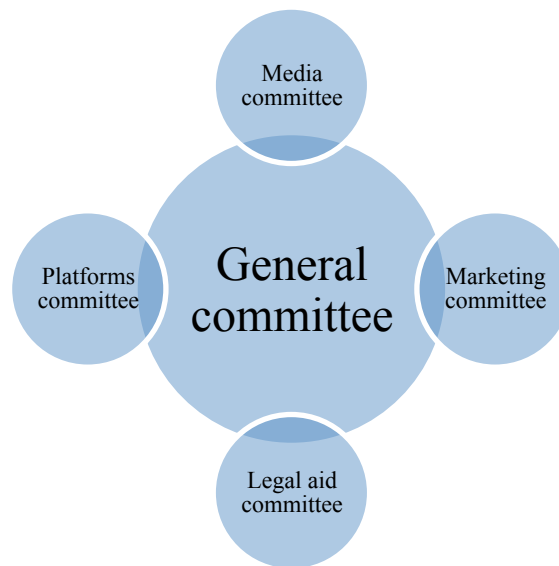 Media
committee
Platforms
committee
General
committee
Marketing
committee
Legal aid
committee